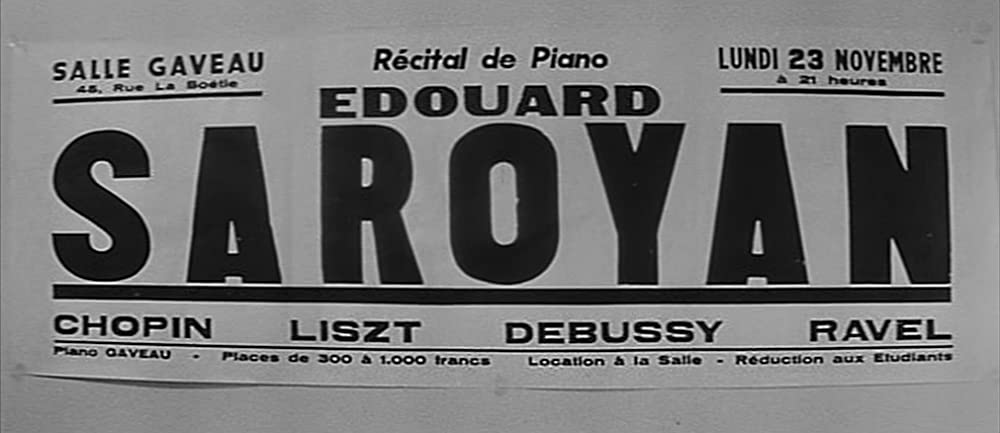 SALLE GAVEAU
45, Rue La Boëtie
Récital de Piano
LUNDI 23 NOVEMBRE
à 21 heures
EDOUARD
SAROYAN
CHOPIN LISZT DEBUSSY RAVEL
Piano GAVEAU - Places de 300 à 1.000 francs Location à la Salle - Réduction aux Etudiants